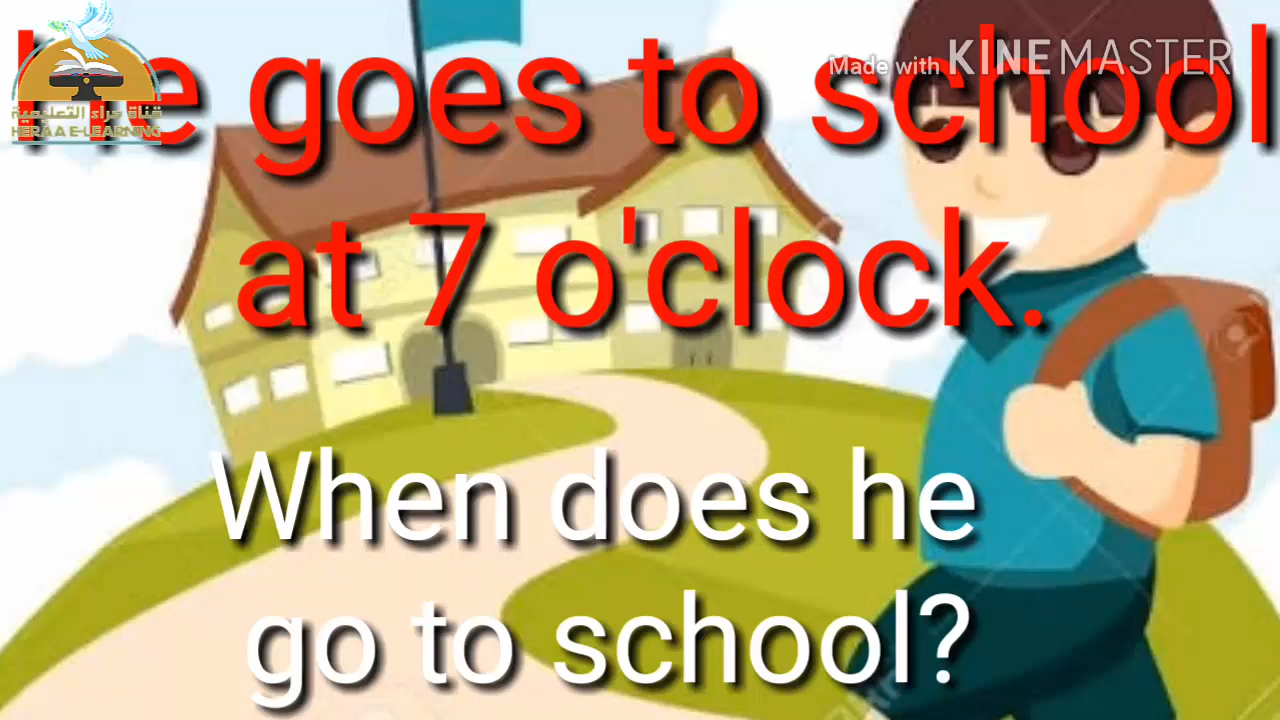 Made with KINEMASTER
He goes to school
at 7 o'clock.
قناة حراء التعليمية
HERAA E-LEARNING
When does he
go to school?